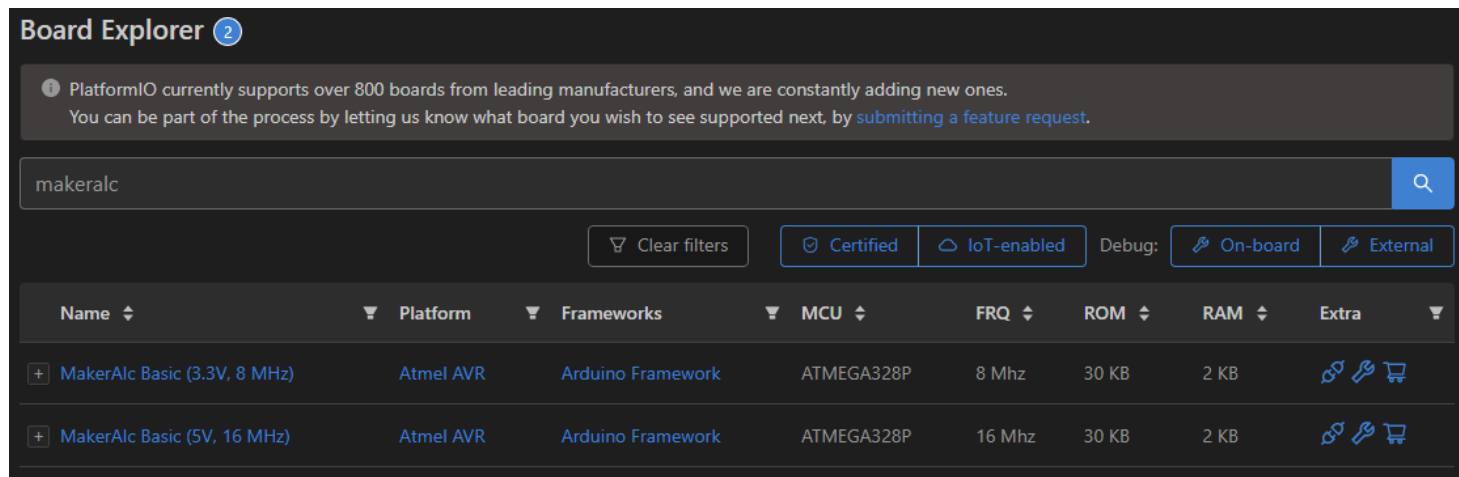 Board Explorer 2
PlatformIO currently supports over 800 boards from leading manufacturers, and we are constantly adding new ones.
You can be part of the process by letting us know what board you wish to see supported next, by submitting a feature request.
makeralc
Clear filters Certified IoT-enabled Debug: On-board External
Name Platform Frameworks MCU FRQ ROM RAM Extra
+ MakerAlc Basic (3.3V, 8 MHz) Atmel AVR Arduino Framework ATMEGA328P 8 Mhz 30 KB 2 KB
+ MakerAlc Basic (5V, 16 MHz) Atmel AVR Arduino Framework ATMEGA328P 16 Mhz 30 KB 2 KB